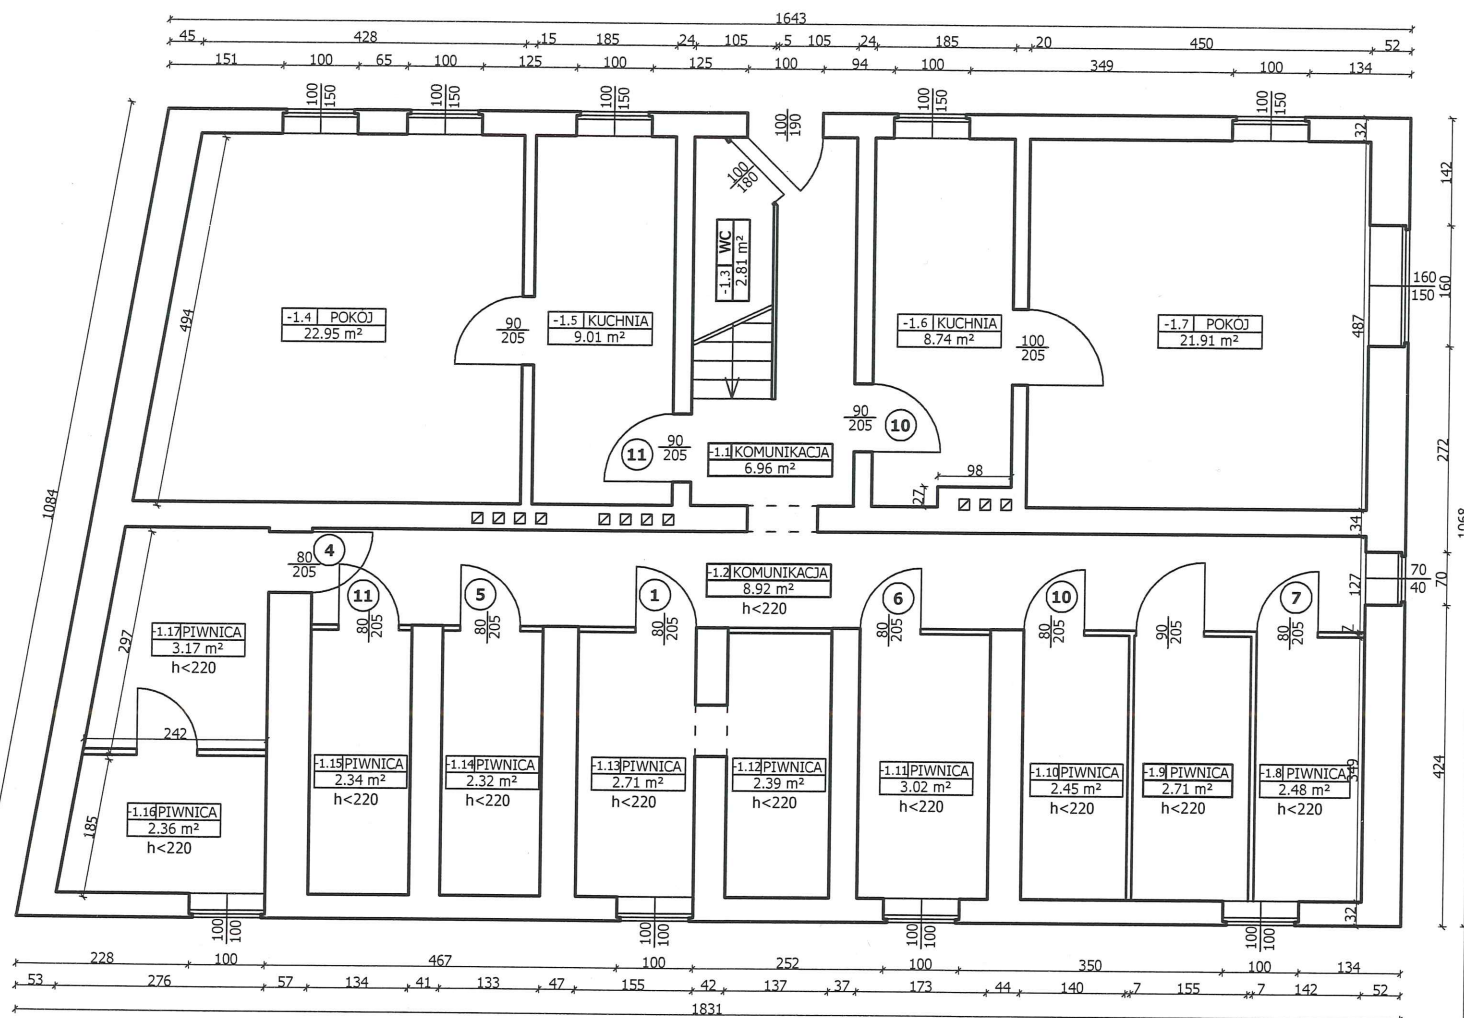 1643
45 428 15 185 24 105 5 105 24 185 20 450 52
151 100 65 100 125 100 125 100 94 100 349 100 134
100 150
100 150
100 150
100 190
100 150
100 150
32
142
100 180
-1.3 WC
2.81 m²
160
150
160
494
-1.4 POKÓJ
22.95 m²
90
205
-1.5 KUCHNIA
9.01 m²
-1.6 KUCHNIA
8.74 m²
100
205
-1.7 POKÓJ
21.91 m²
487
11
90
205
-1.1 KOMUNIKACJA
6.96 m²
90
205
10
98
27
272
1084
34
1068
4
80
205
-1.2 KOMUNIKACJA
8.92 m²
h<220
127
70
40
70
11
80
205
5
80
205
1
80
205
6
80
205
10
80
205
90
205
7
80
205
7
297
-1.17 PIWNICA
3.17 m²
h<220
242
-1.15 PIWNICA
2.34 m²
h<220
-1.14 PIWNICA
2.32 m²
h<220
-1.13 PIWNICA
2.71 m²
h<220
-1.12 PIWNICA
2.39 m²
h<220
-1.11 PIWNICA
3.02 m²
h<220
-1.10 PIWNICA
2.45 m²
h<220
-1.9 PIWNICA
2.71 m²
h<220
-1.8 PIWNICA
2.48 m²
h<220
349
424
185
-1.16 PIWNICA
2.36 m²
h<220
32
100 100
100 100
100 100
100 100
228 100 467 100 252 100 350 100 134
53 276 57 134 41 133 47 155 42 137 37 173 44 140 7 155 7 142 52
1831